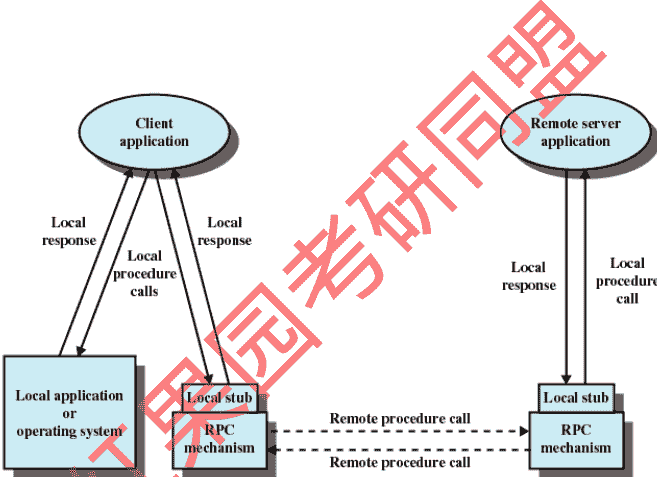 Client
application
Remote server
application
Local
response
Local
procedure
calls
Local
response
Local
response
Local
procedure
call
Local application
or
operating system
Local stub
RPC
mechanism
Remote procedure call
Remote procedure call
Local stub
RPC
mechanism
果园考研同盟